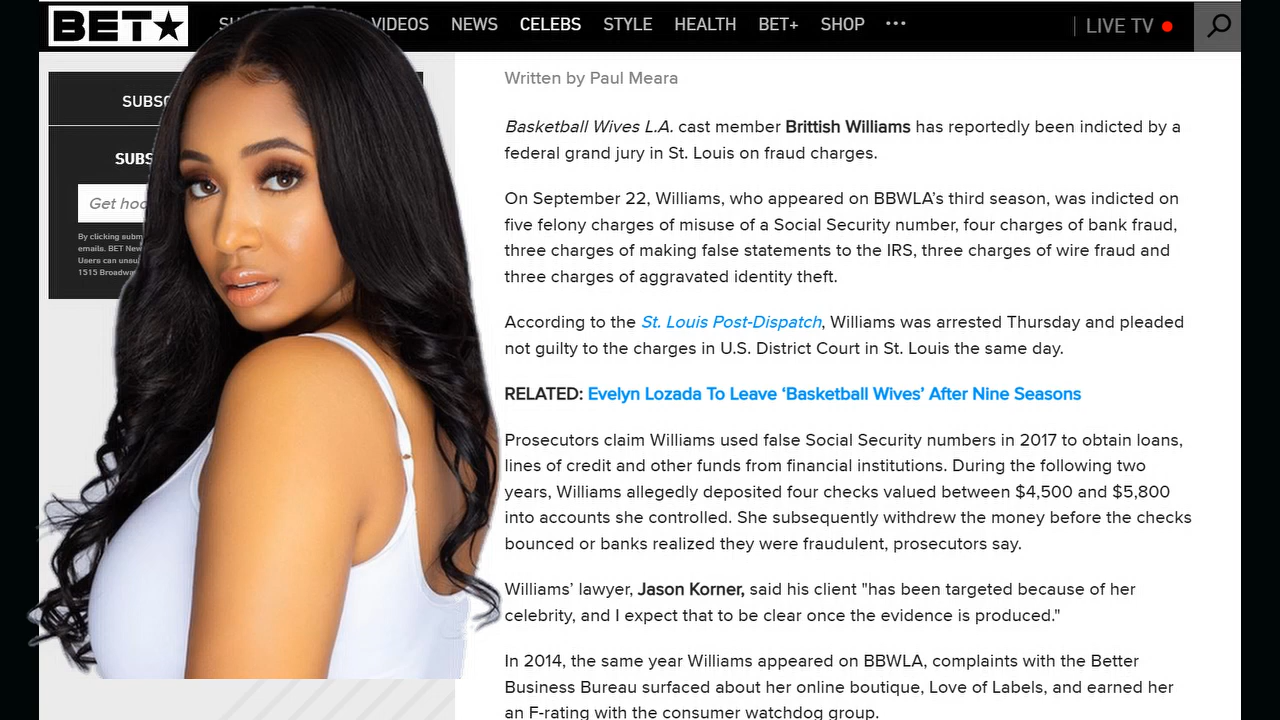 BET★
VIDEOS NEWS CELEBS STYLE HEALTH BET+ SHOP ···
LIVE TV
Written by Paul Meara
Basketball Wives L.A. cast member Brittish Williams has reportedly been indicted by a
federal grand jury in St. Louis on fraud charges.
On September 22, Williams, who appeared on BBWLA’s third season, was indicted on
five felony charges of misuse of a Social Security number, four charges of bank fraud,
three charges of making false statements to the IRS, three charges of wire fraud and
three charges of aggravated identity theft.
According to the St. Louis Post-Dispatch, Williams was arrested Thursday and pleaded
not guilty to the charges in U.S. District Court in St. Louis the same day.
RELATED: Evelyn Lozada To Leave ‘Basketball Wives’ After Nine Seasons
Prosecutors claim Williams used false Social Security numbers in 2017 to obtain loans,
lines of credit and other funds from financial institutions. During the following two
years, Williams allegedly deposited four checks valued between $4,500 and $5,800
into accounts she controlled. She subsequently withdrew the money before the checks
bounced or banks realized they were fraudulent, prosecutors say.
Williams’ lawyer, Jason Korner, said his client "has been targeted because of her
celebrity, and I expect that to be clear once the evidence is produced."
In 2014, the same year Williams appeared on BBWLA, complaints with the Better
Business Bureau surfaced about her online boutique, Love of Labels, and earned her
an F-rating with the consumer watchdog group.
SUBSC
SUBS
Get hoo
By clicking subm
emails. BET New
Users can unsu
1515 Broadwa